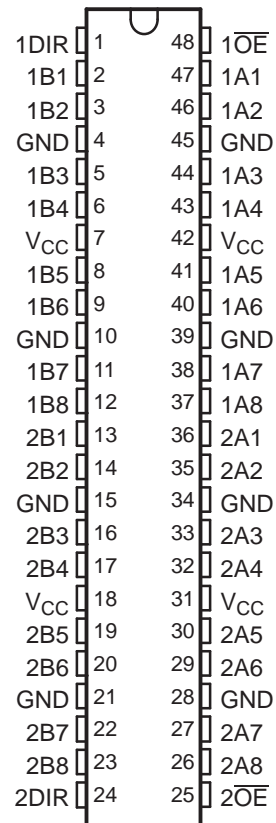 1DIR 1 48 1O̅E̅
1B1 2 47 1A1
1B2 3 46 1A2
GND 4 45 GND
1B3 5 44 1A3
1B4 6 43 1A4
VCC 7 42 VCC
1B5 8 41 1A5
1B6 9 40 1A6
GND 10 39 GND
1B7 11 38 1A7
1B8 12 37 1A8
2B1 13 36 2A1
2B2 14 35 2A2
GND 15 34 GND
2B3 16 33 2A3
2B4 17 32 2A4
VCC 18 31 VCC
2B5 19 30 2A5
2B6 20 29 2A6
GND 21 28 GND
2B7 22 27 2A7
2B8 23 26 2A8
2DIR 24 25 2O̅E̅